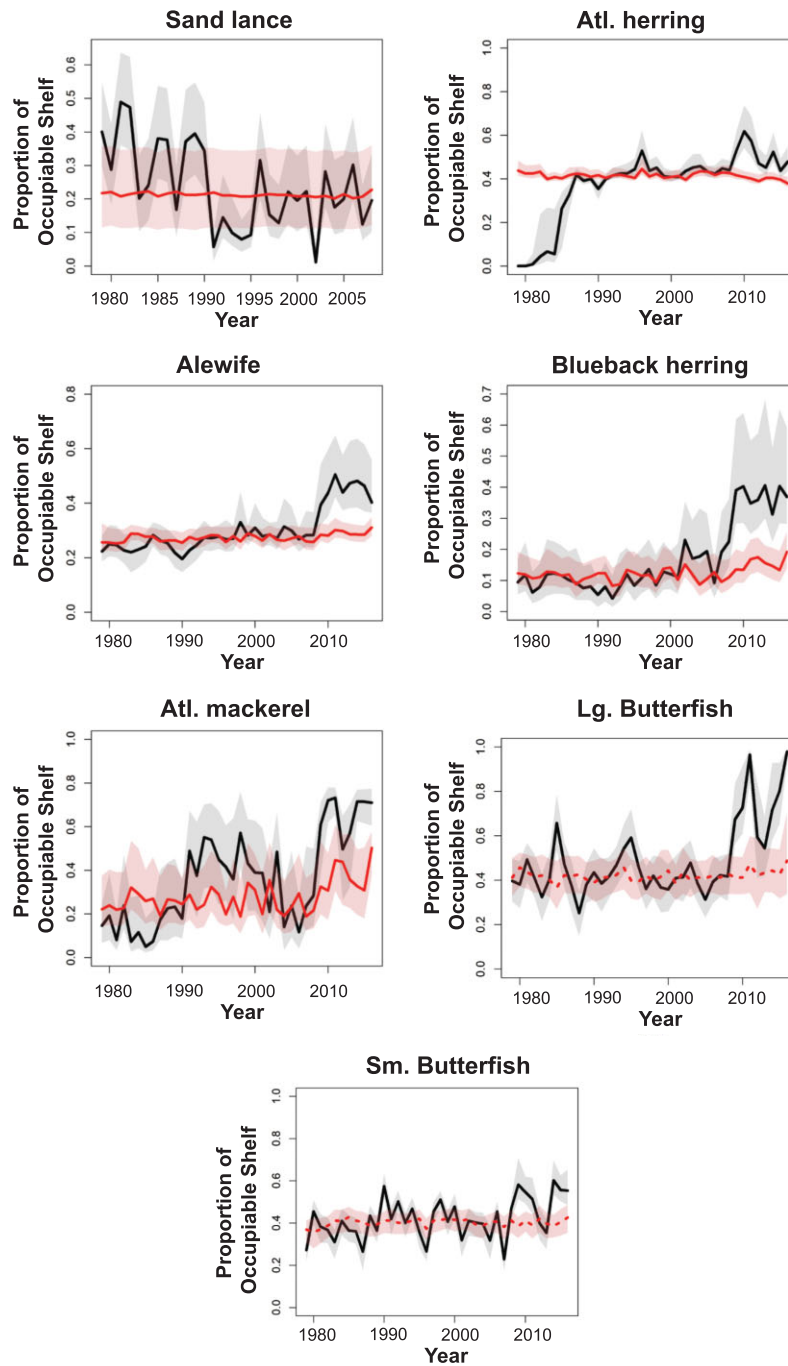 Sand lance
Proportion of
Occupiable Shelf
0.6
0.5
0.4
0.3
0.2
0.1
0.0
1980 1985 1990 1995 2000 2005
Year
Atl. herring
Proportion of
Occupiable Shelf
1.0
0.8
0.6
0.4
0.2
0.0
1980 1990 2000 2010
Year
Alewife
Proportion of
Occupiable Shelf
0.8
0.6
0.4
0.2
0.0
1980 1990 2000 2010
Year
Blueback herring
Proportion of
Occupiable Shelf
0.7
0.6
0.5
0.4
0.3
0.2
0.1
0.0
1980 1990 2000 2010
Year
Atl. mackerel
Proportion of
Occupiable Shelf
1.0
0.8
0.6
0.4
0.2
0.0
1980 1990 2000 2010
Year
Lg. Butterfish
Proportion of
Occupiable Shelf
1.0
0.8
0.6
0.4
0.2
0.0
1980 1990 2000 2010
Year
Sm. Butterfish
Proportion of
Occupiable Shelf
1.0
0.8
0.6
0.4
0.2
0.0
1980 1990 2000 2010
Year